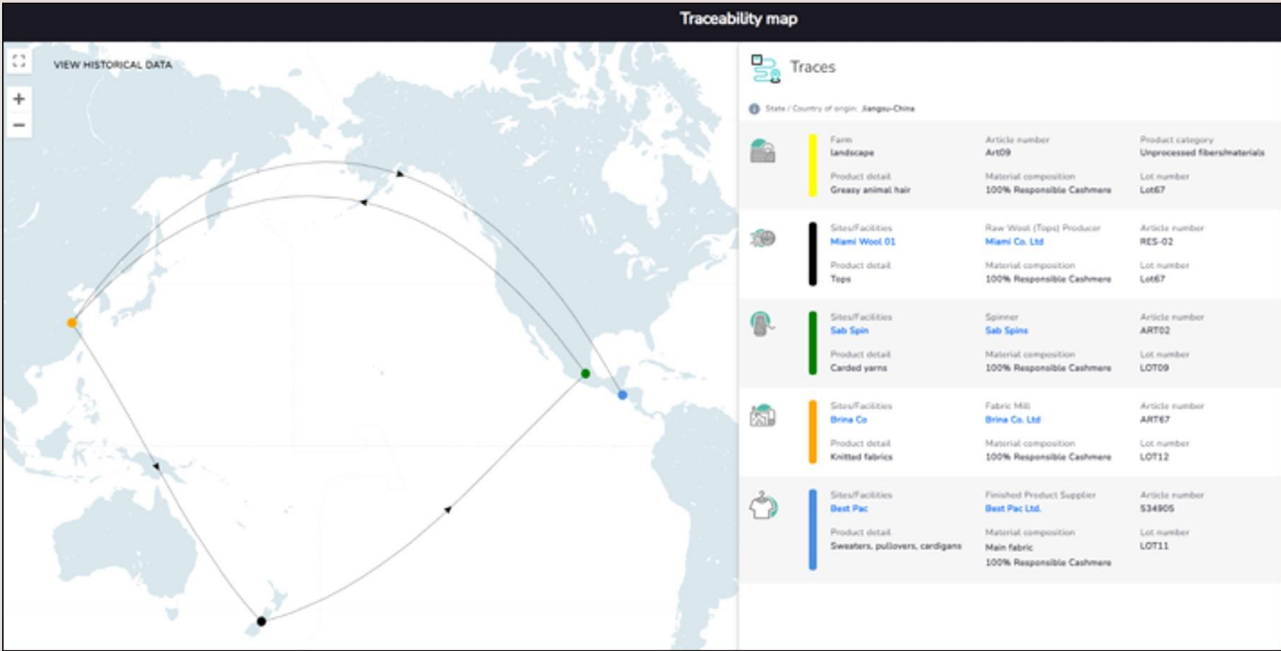 Traceability map
VIEW HISTORICAL DATA
+
−
Traces
State / Country of origin: Jiangsu-China
Farm
landscape
Article number
Art09
Product category
Unprocessed fibers/materials
Product detail
Greasy animal hair
Material composition
100% Responsible Cashmere
Lot number
Lot67
Sites/Facilities
Miami Wool 01
Raw Wool (Tops) Producer
Miami Co. Ltd
Article number
RES-02
Product detail
Tops
Material composition
100% Responsible Cashmere
Lot number
Lot67
Sites/Facilities
Sab Spin
Spinner
Sab Spins
Article number
ART02
Product detail
Carded yarns
Material composition
100% Responsible Cashmere
Lot number
LOT09
Sites/Facilities
Brina Co
Fabric Mill
Brina Co. Ltd
Article number
ART67
Product detail
Knitted fabrics
Material composition
100% Responsible Cashmere
Lot number
LOT12
Sites/Facilities
Best Pac
Finished Product Supplier
Best Pac Ltd.
Article number
534905
Product detail
Sweaters, pullovers, cardigans
Material composition
Main fabric
100% Responsible Cashmere
Lot number
LOT11